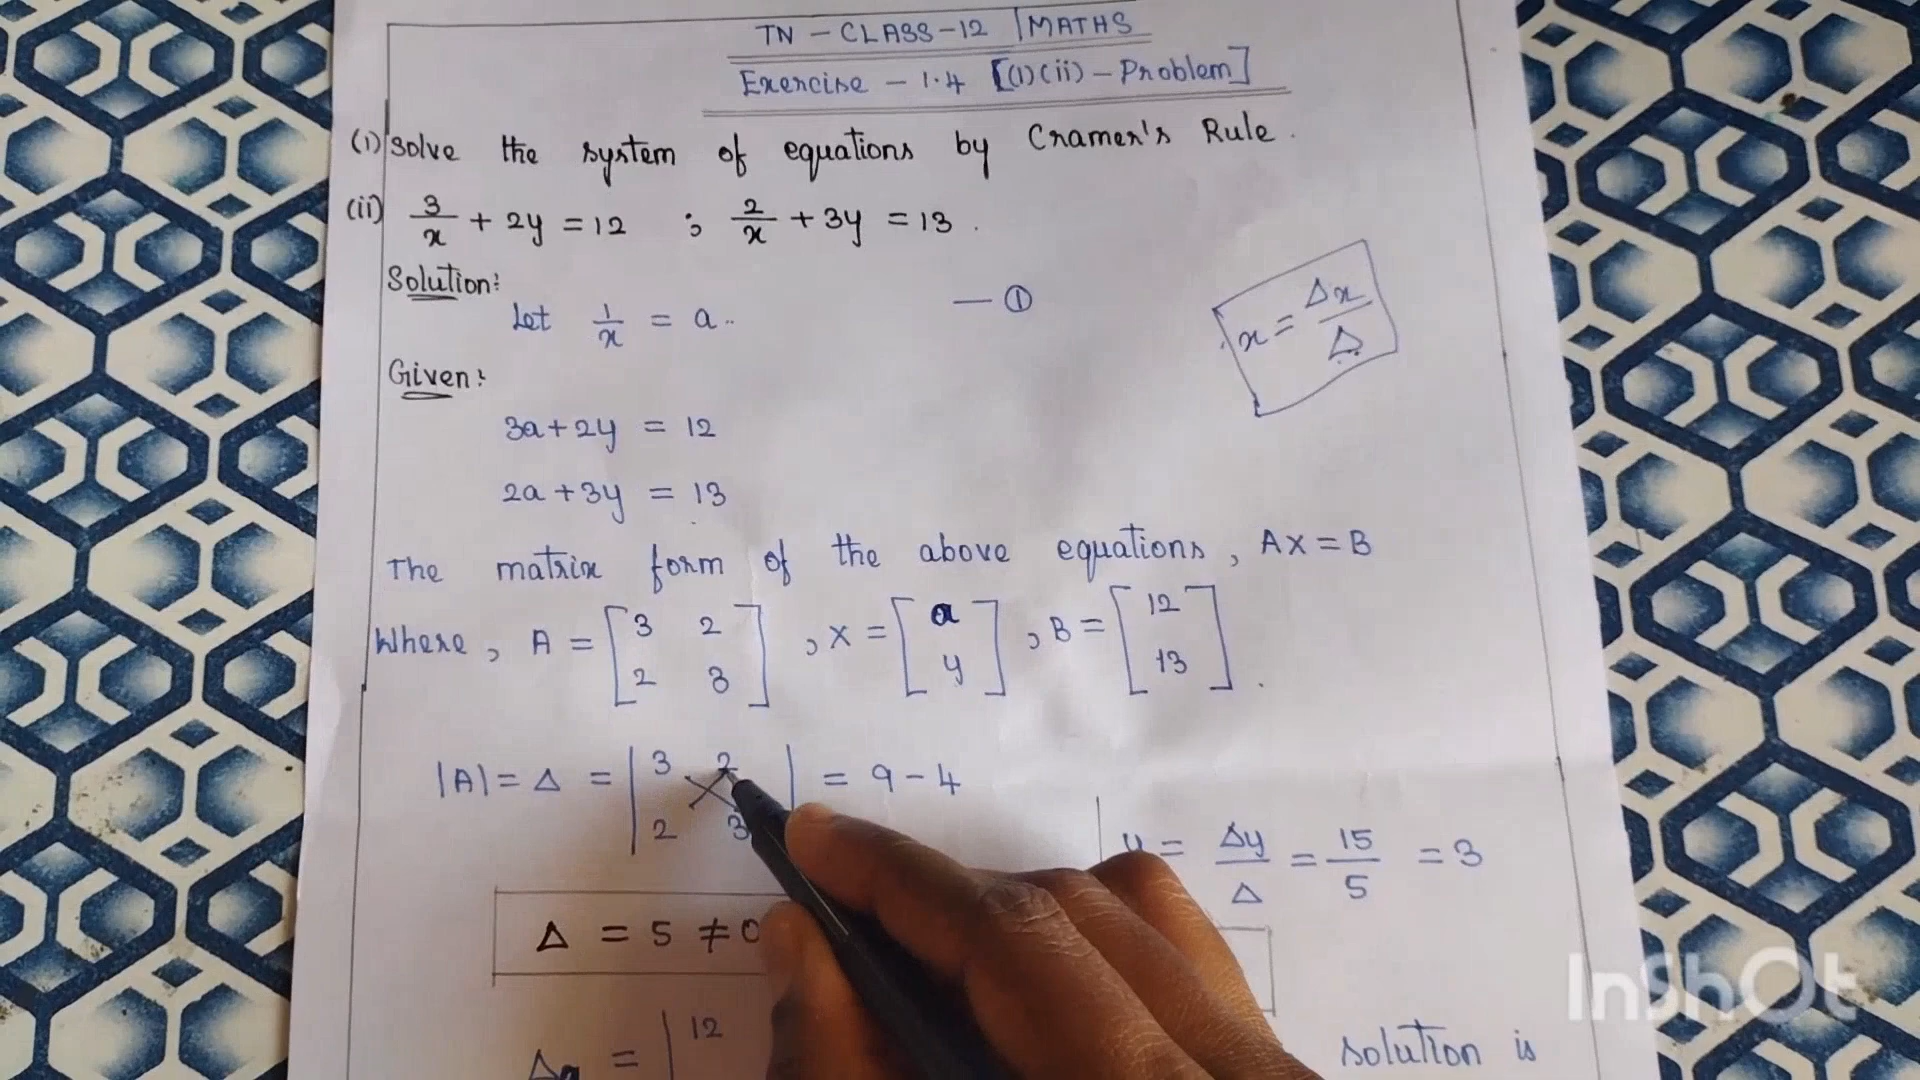 TN - CLASS-12 | MATHS
Exercise - 1.4 [(1)(ii) - Problem]
(1) Solve the system of equations by Cramer's Rule.
(ii) 3/x + 2y = 12 ; 2/x + 3y = 13.
Solution:
Let 1/x = a.. — ①
x = Δx/Δ
Given:
3a + 2y = 12
2a + 3y = 13
The matrix form of the above equations, AX = B
Where, A = [3 2 2 3], X = [a y], B = [12 13].
|A| = Δ = |3 2 2 3| = 9 - 4
y = Δy/Δ = 15/5 = 3
Δ = 5 ≠ 0
Δa = | 12
solution is
InShOt